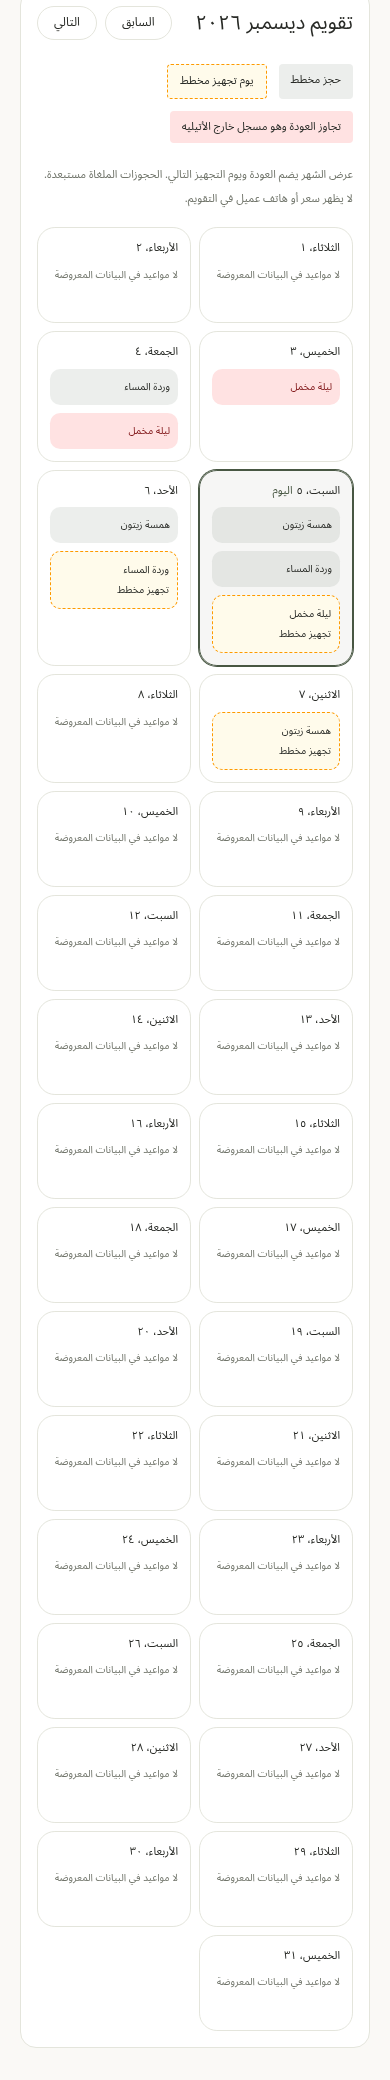 تقويم ديسمبر ٢٠٢٦
السابق
التالي
حجز مخطط
يوم تجهيز مخطط
تجاوز العودة وهو مسجل خارج الأتيليه
عرض الشهر يضم العودة ويوم التجهيز التالي. الحجوزات الملغاة مستبعدة.
لا يظهر سعر أو هاتف عميل في التقويم.
الثلاثاء، ١
لا مواعيد في البيانات المعروضة
الأربعاء، ٢
لا مواعيد في البيانات المعروضة
الخميس، ٣
ليلة مخمل
الجمعة، ٤
وردة المساء
ليلة مخمل
السبت، ٥ اليوم
همسة زيتون
وردة المساء
ليلة مخمل
تجهيز مخطط
الأحد، ٦
همسة زيتون
وردة المساء
تجهيز مخطط
الاثنين، ٧
همسة زيتون
تجهيز مخطط
الثلاثاء، ٨
لا مواعيد في البيانات المعروضة
الأربعاء، ٩
لا مواعيد في البيانات المعروضة
الخميس، ١٠
لا مواعيد في البيانات المعروضة
الجمعة، ١١
لا مواعيد في البيانات المعروضة
السبت، ١٢
لا مواعيد في البيانات المعروضة
الأحد، ١٣
لا مواعيد في البيانات المعروضة
الاثنين، ١٤
لا مواعيد في البيانات المعروضة
الثلاثاء، ١٥
لا مواعيد في البيانات المعروضة
الأربعاء، ١٦
لا مواعيد في البيانات المعروضة
الخميس، ١٧
لا مواعيد في البيانات المعروضة
الجمعة، ١٨
لا مواعيد في البيانات المعروضة
السبت، ١٩
لا مواعيد في البيانات المعروضة
الأحد، ٢٠
لا مواعيد في البيانات المعروضة
الاثنين، ٢١
لا مواعيد في البيانات المعروضة
الثلاثاء، ٢٢
لا مواعيد في البيانات المعروضة
الأربعاء، ٢٣
لا مواعيد في البيانات المعروضة
الخميس، ٢٤
لا مواعيد في البيانات المعروضة
الجمعة، ٢٥
لا مواعيد في البيانات المعروضة
السبت، ٢٦
لا مواعيد في البيانات المعروضة
الأحد، ٢٧
لا مواعيد في البيانات المعروضة
الاثنين، ٢٨
لا مواعيد في البيانات المعروضة
الثلاثاء، ٢٩
لا مواعيد في البيانات المعروضة
الأربعاء، ٣٠
لا مواعيد في البيانات المعروضة
الخميس، ٣١
لا مواعيد في البيانات المعروضة